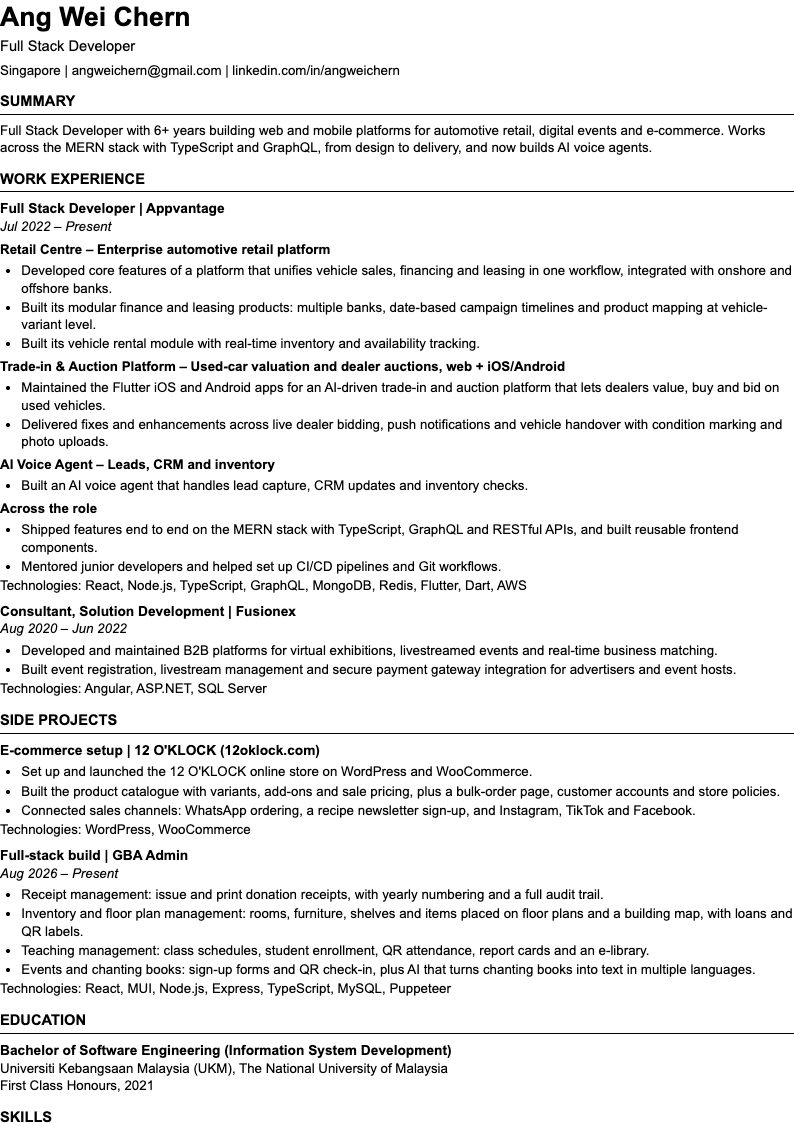 Ang Wei Chern
Full Stack Developer
Singapore | angweichern@gmail.com | linkedin.com/in/angweichern
SUMMARY
Full Stack Developer with 6+ years building web and mobile platforms for automotive retail, digital events and e-commerce. Works
across the MERN stack with TypeScript and GraphQL, from design to delivery, and now builds AI voice agents.
WORK EXPERIENCE
Full Stack Developer | Appvantage
Jul 2022 – Present
Retail Centre – Enterprise automotive retail platform
• Developed core features of a platform that unifies vehicle sales, financing and leasing in one workflow, integrated with onshore and
offshore banks.
• Built its modular finance and leasing products: multiple banks, date-based campaign timelines and product mapping at vehicle-
variant level.
• Built its vehicle rental module with real-time inventory and availability tracking.
Trade-in & Auction Platform – Used-car valuation and dealer auctions, web + iOS/Android
• Maintained the Flutter iOS and Android apps for an AI-driven trade-in and auction platform that lets dealers value, buy and bid on
used vehicles.
• Delivered fixes and enhancements across live dealer bidding, push notifications and vehicle handover with condition marking and
photo uploads.
AI Voice Agent – Leads, CRM and inventory
• Built an AI voice agent that handles lead capture, CRM updates and inventory checks.
Across the role
• Shipped features end to end on the MERN stack with TypeScript, GraphQL and RESTful APIs, and built reusable frontend
components.
• Mentored junior developers and helped set up CI/CD pipelines and Git workflows.
Technologies: React, Node.js, TypeScript, GraphQL, MongoDB, Redis, Flutter, Dart, AWS
Consultant, Solution Development | Fusionex
Aug 2020 – Jun 2022
• Developed and maintained B2B platforms for virtual exhibitions, livestreamed events and real-time business matching.
• Built event registration, livestream management and secure payment gateway integration for advertisers and event hosts.
Technologies: Angular, ASP.NET, SQL Server
SIDE PROJECTS
E-commerce setup | 12 O'KLOCK (12oklock.com)
• Set up and launched the 12 O'KLOCK online store on WordPress and WooCommerce.
• Built the product catalogue with variants, add-ons and sale pricing, plus a bulk-order page, customer accounts and store policies.
• Connected sales channels: WhatsApp ordering, a recipe newsletter sign-up, and Instagram, TikTok and Facebook.
Technologies: WordPress, WooCommerce
Full-stack build | GBA Admin
Aug 2026 – Present
• Receipt management: issue and print donation receipts, with yearly numbering and a full audit trail.
• Inventory and floor plan management: rooms, furniture, shelves and items placed on floor plans and a building map, with loans and
QR labels.
• Teaching management: class schedules, student enrollment, QR attendance, report cards and an e-library.
• Events and chanting books: sign-up forms and QR check-in, plus AI that turns chanting books into text in multiple languages.
Technologies: React, MUI, Node.js, Express, TypeScript, MySQL, Puppeteer
EDUCATION
Bachelor of Software Engineering (Information System Development)
Universiti Kebangsaan Malaysia (UKM), The National University of Malaysia
First Class Honours, 2021
SKILLS